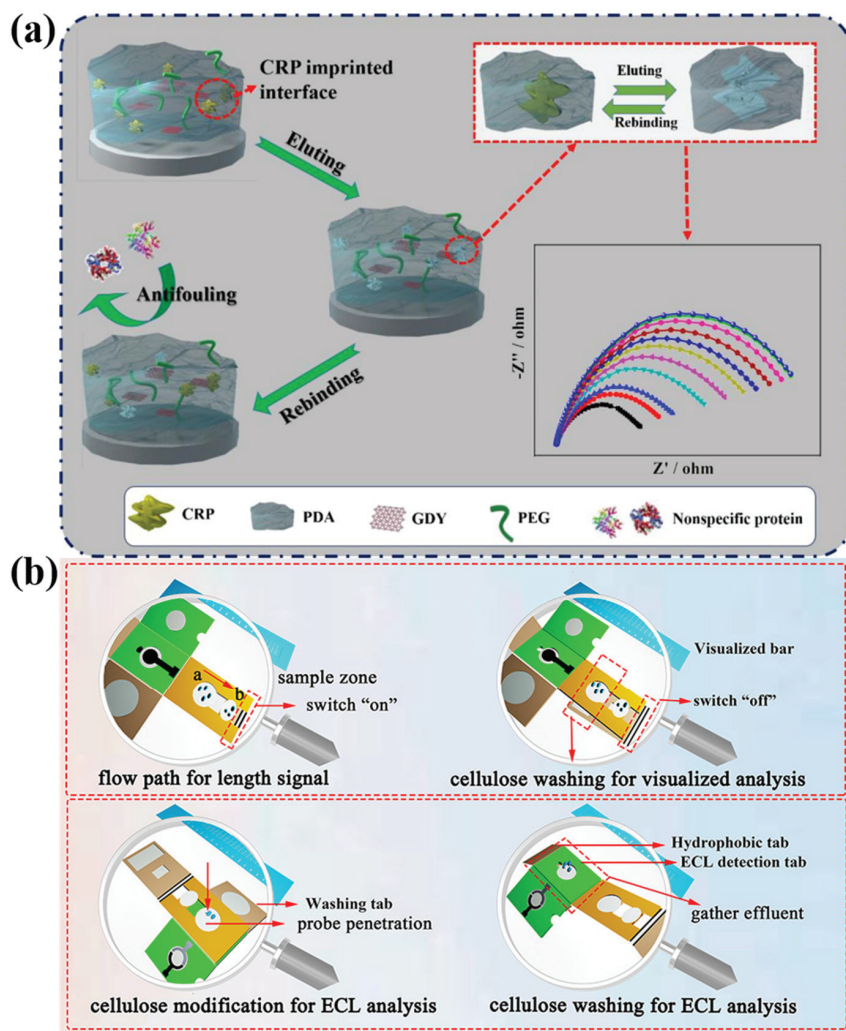 (a)
CRP imprinted
interface
Eluting
Eluting
Rebinding
Antifouling
Rebinding
-Z" / ohm
Z' / ohm
CRP
PDA
GDY
PEG
Nonspecific protein
(b)
a
b
sample zone
switch “on”
flow path for length signal
Visualized bar
switch “off”
cellulose washing for visualized analysis
Washing tab
probe penetration
cellulose modification for ECL analysis
Hydrophobic tab
ECL detection tab
gather effluent
cellulose washing for ECL analysis